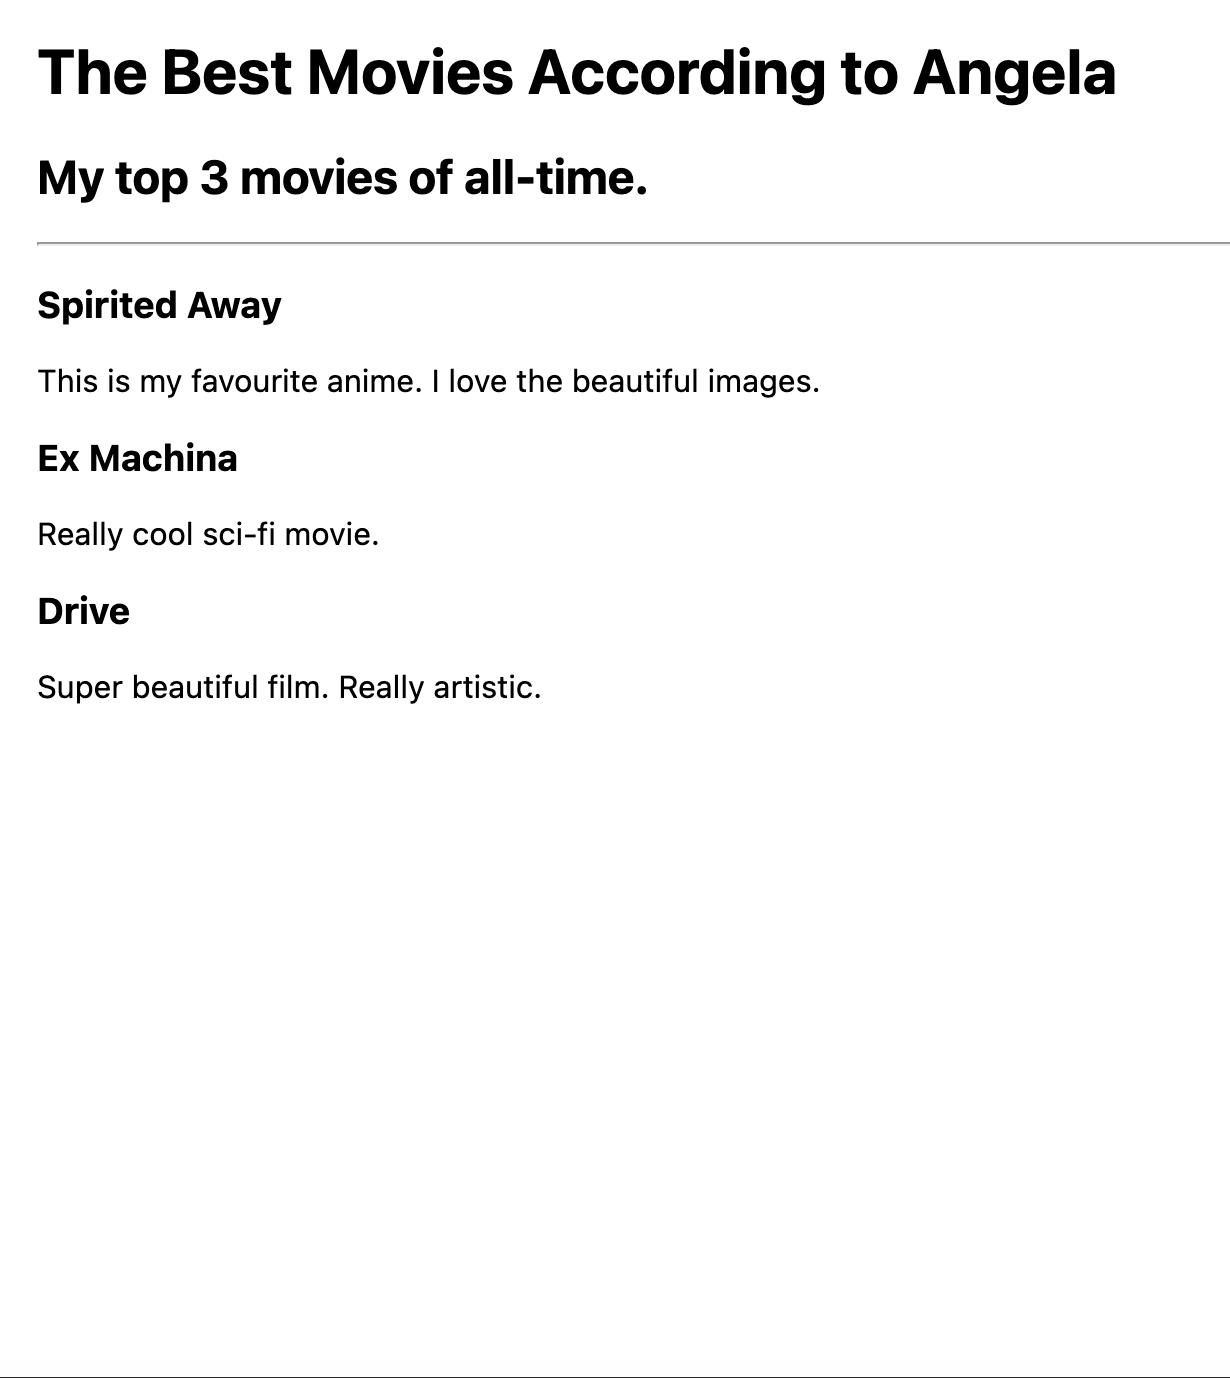 The Best Movies According to Angela
My top 3 movies of all-time.
Spirited Away
This is my favourite anime. I love the beautiful images.
Ex Machina
Really cool sci-fi movie.
Drive
Super beautiful film. Really artistic.